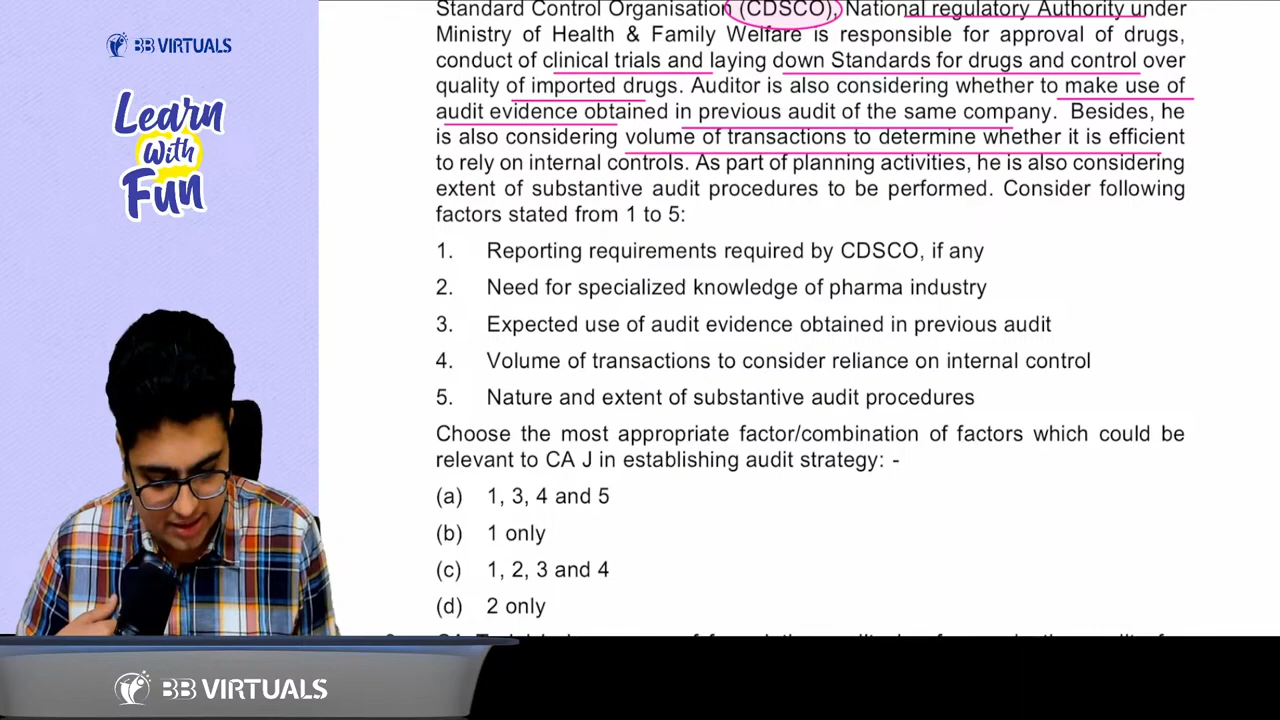 BB VIRTUALS
Learn
With
Fun
Standard Control Organisation (CDSCO), National regulatory Authority under
Ministry of Health & Family Welfare is responsible for approval of drugs,
conduct of clinical trials and laying down Standards for drugs and control over
quality of imported drugs. Auditor is also considering whether to make use of
audit evidence obtained in previous audit of the same company. Besides, he
is also considering volume of transactions to determine whether it is efficient
to rely on internal controls. As part of planning activities, he is also considering
extent of substantive audit procedures to be performed. Consider following
factors stated from 1 to 5:
1. Reporting requirements required by CDSCO, if any
2. Need for specialized knowledge of pharma industry
3. Expected use of audit evidence obtained in previous audit
4. Volume of transactions to consider reliance on internal control
5. Nature and extent of substantive audit procedures
Choose the most appropriate factor/combination of factors which could be
relevant to CA J in establishing audit strategy: -
(a) 1, 3, 4 and 5
(b) 1 only
(c) 1, 2, 3 and 4
(d) 2 only
BB VIRTUALS